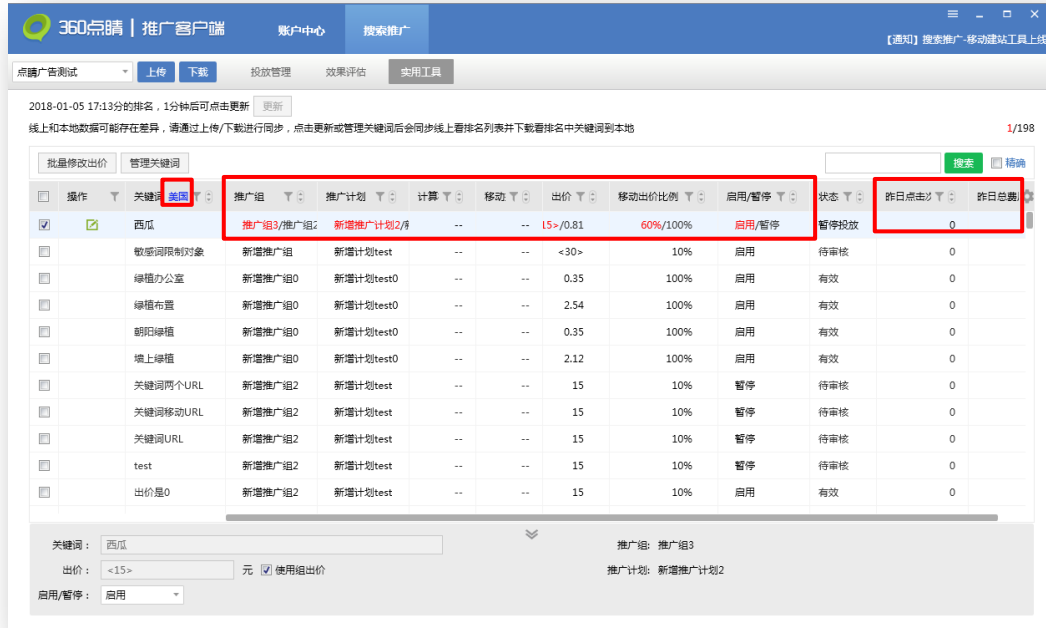 360点睛 | 推广客户端 账户中心 搜索推广
【通知】搜索推广-移动建站工具上线
点睛广告测试 上传 下载 投放管理 效果评估 实用工具
2018-01-05 17:13分的排名，1分钟后可点击更新 更新
线上和本地数据可能存在差异，请通过上传/下载进行同步，点击更新或管理关键词后会同步线上看排名列表并下载看排名中关键词到本地 1/198
批量修改出价 管理关键词 搜索 精确
操作 关键词 美国 推广组 推广计划 计算 移动 出价 移动出价比例 启用/暂停 状态 昨日点击 昨日总费
西瓜 推广组3/推广组2 新增推广计划2/ -- -- 15>/0.81 60%/100% 启用/暂停 暂停投放 0
敏感词限制对象 新增推广组 新增计划test -- -- <30> 10% 启用 待审核 0
绿植办公室 新增推广组0 新增计划test0 -- -- 0.35 100% 启用 有效 0
绿植布置 新增推广组0 新增计划test0 -- -- 2.54 100% 启用 有效 0
朝阳绿植 新增推广组0 新增计划test0 -- -- 0.35 100% 启用 有效 0
墙上绿植 新增推广组0 新增计划test0 -- -- 2.12 100% 启用 有效 0
关键词两个URL 新增推广组2 新增计划test -- -- 15 10% 暂停 待审核 0
关键词移动URL 新增推广组2 新增计划test -- -- 15 10% 暂停 待审核 0
关键词URL 新增推广组2 新增计划test -- -- 15 10% 暂停 待审核 0
test 新增推广组2 新增计划test -- -- 15 10% 暂停 待审核 0
出价是0 新增推广组2 新增计划test -- -- 15 10% 启用 有效 0
关键词： 西瓜 推广组: 推广组3
出价： <15> 元 使用组出价 推广计划: 新增推广计划2
启用/暂停： 启用